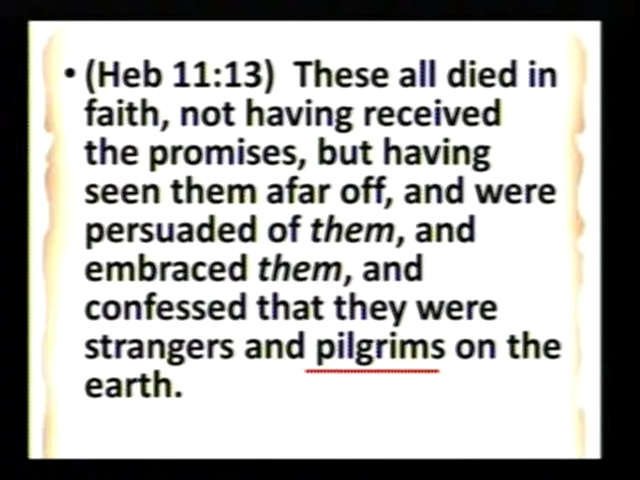 • (Heb 11:13)  These all died in
faith, not having received
the promises, but having
seen them afar off, and were
persuaded of them, and
embraced them, and
confessed that they were
strangers and pilgrims on the
earth.